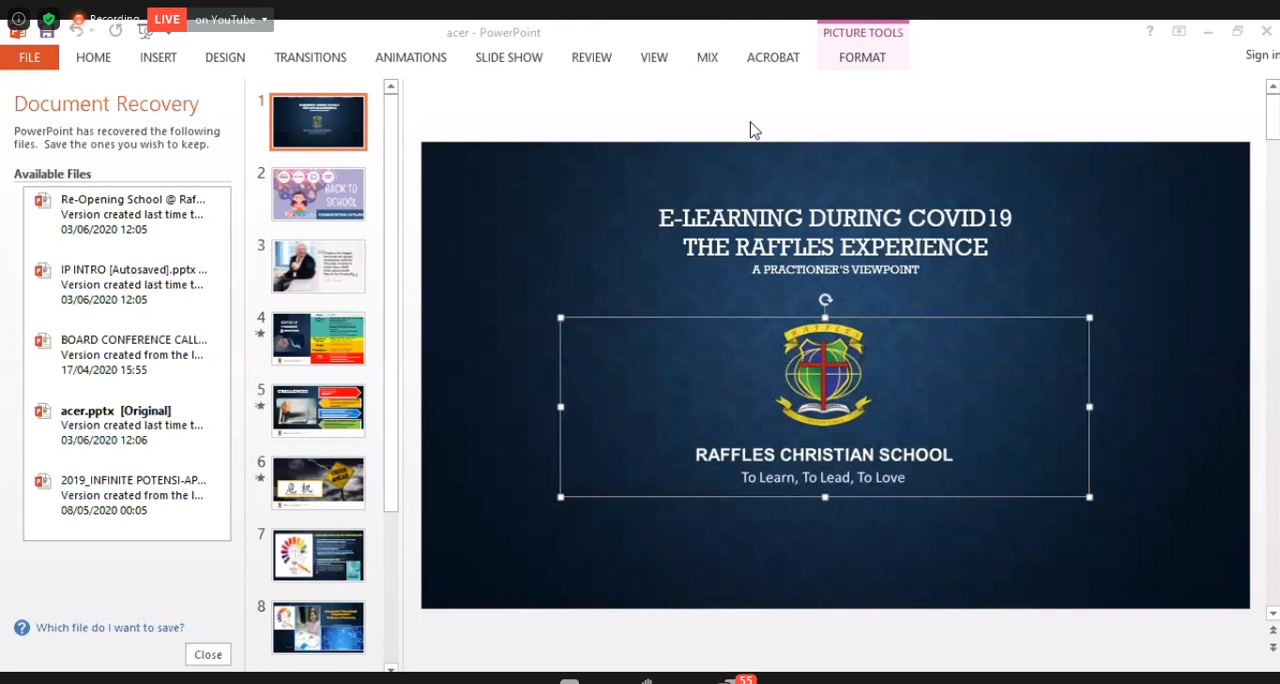 Recording
LIVE
on YouTube
acer - PowerPoint
PICTURE TOOLS
Sign in
FILE
HOME
INSERT
DESIGN
TRANSITIONS
ANIMATIONS
SLIDE SHOW
REVIEW
VIEW
MIX
ACROBAT
FORMAT
Document Recovery
PowerPoint has recovered the following
files. Save the ones you wish to keep.
Available Files
Re-Opening School @ Raf...
Version created last time t...
03/06/2020 12:05
IP INTRO [Autosaved].pptx ...
Version created last time t...
03/06/2020 12:05
BOARD CONFERENCE CALL...
Version created from the l...
17/04/2020 15:55
acer.pptx [Original]
Version created last time t...
03/06/2020 12:06
2019_INFINITE POTENSI-AP...
Version created from the l...
08/05/2020 00:05
Which file do I want to save?
Close
1
2
BACK TO
SCHOOL
3
4
5
CHALLENGES
6
危机
7
8
E-LEARNING DURING COVID19
THE RAFFLES EXPERIENCE
A PRACTIONER'S VIEWPOINT
RAFFLES
RAFFLES CHRISTIAN SCHOOL
To Learn, To Lead, To Love
55